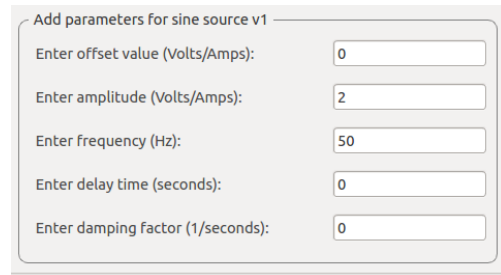 Add parameters for sine source v1
Enter offset value (Volts/Amps): 0
Enter amplitude (Volts/Amps): 2
Enter frequency (Hz): 50
Enter delay time (seconds): 0
Enter damping factor (1/seconds): 0